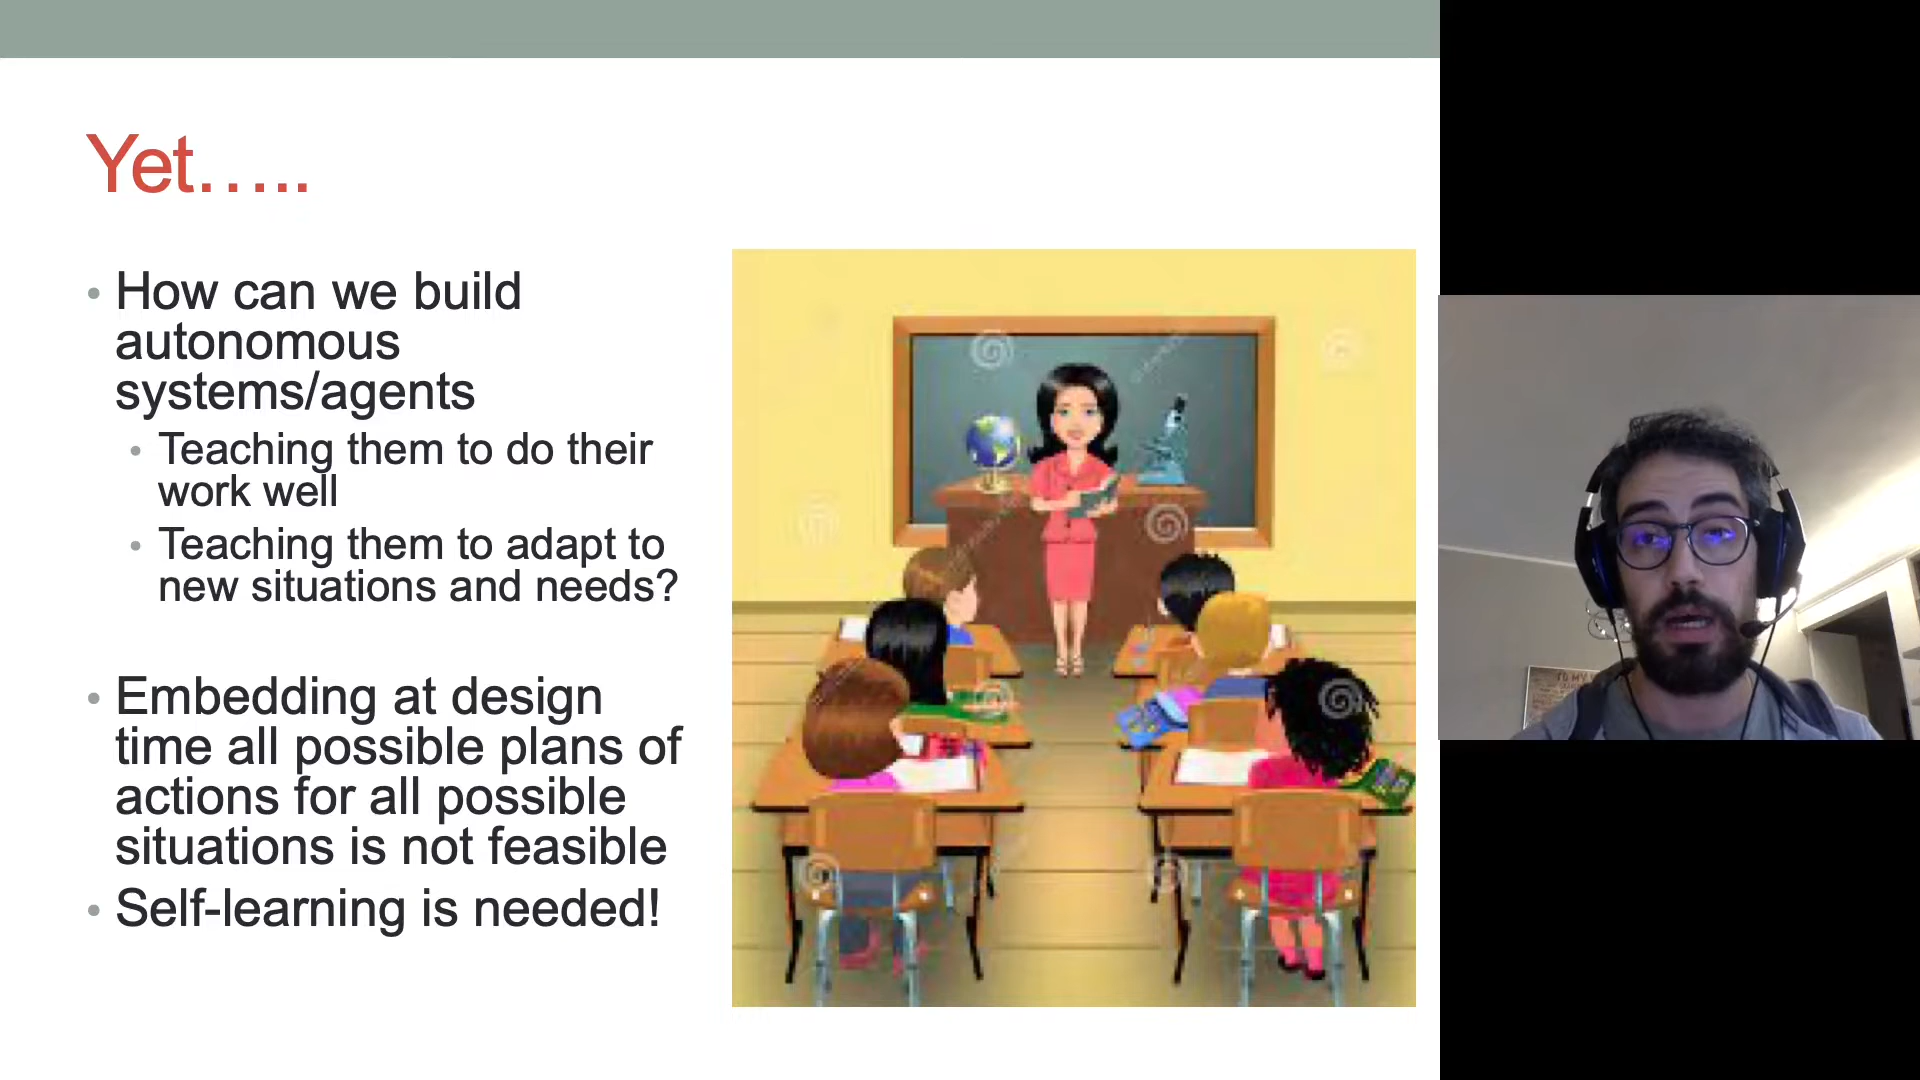 Yet…..
• How can we build
autonomous
systems/agents
• Teaching them to do their
work well
• Teaching them to adapt to
new situations and needs?
• Embedding at design
time all possible plans of
actions for all possible
situations is not feasible
• Self-learning is needed!